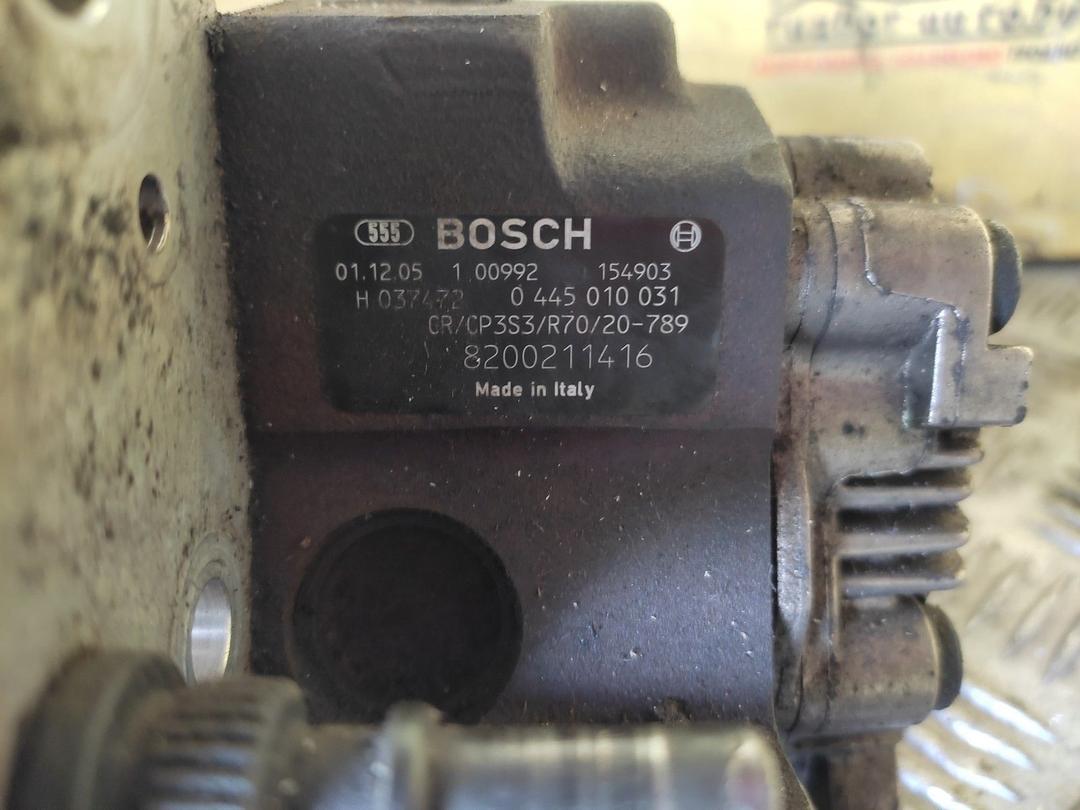 555 BOSCH
01.12.05 1 00992 154903
H 037472 0 445 010 031
CR/CP3S3/R70/20-789
8200211416
Made in Italy